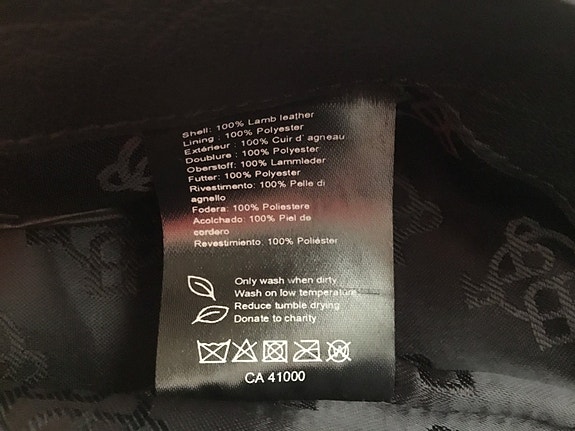 Shell: 100% Lamb leather
Lining : 100% Polyester
Extérieur : 100% Cuir d' agneau
Doublure : 100% Polyester
Oberstoff: 100% Lammleder
Futter: 100% Polyester
Rivestimento: 100% Pelle di
agnello
Fodera: 100% Poliestere
Acolchado: 100% Piel de
cordero
Revestimiento: 100% Poliéster
Only wash when dirty
Wash on low temperature
Reduce tumble drying
Donate to charity
CA 41000